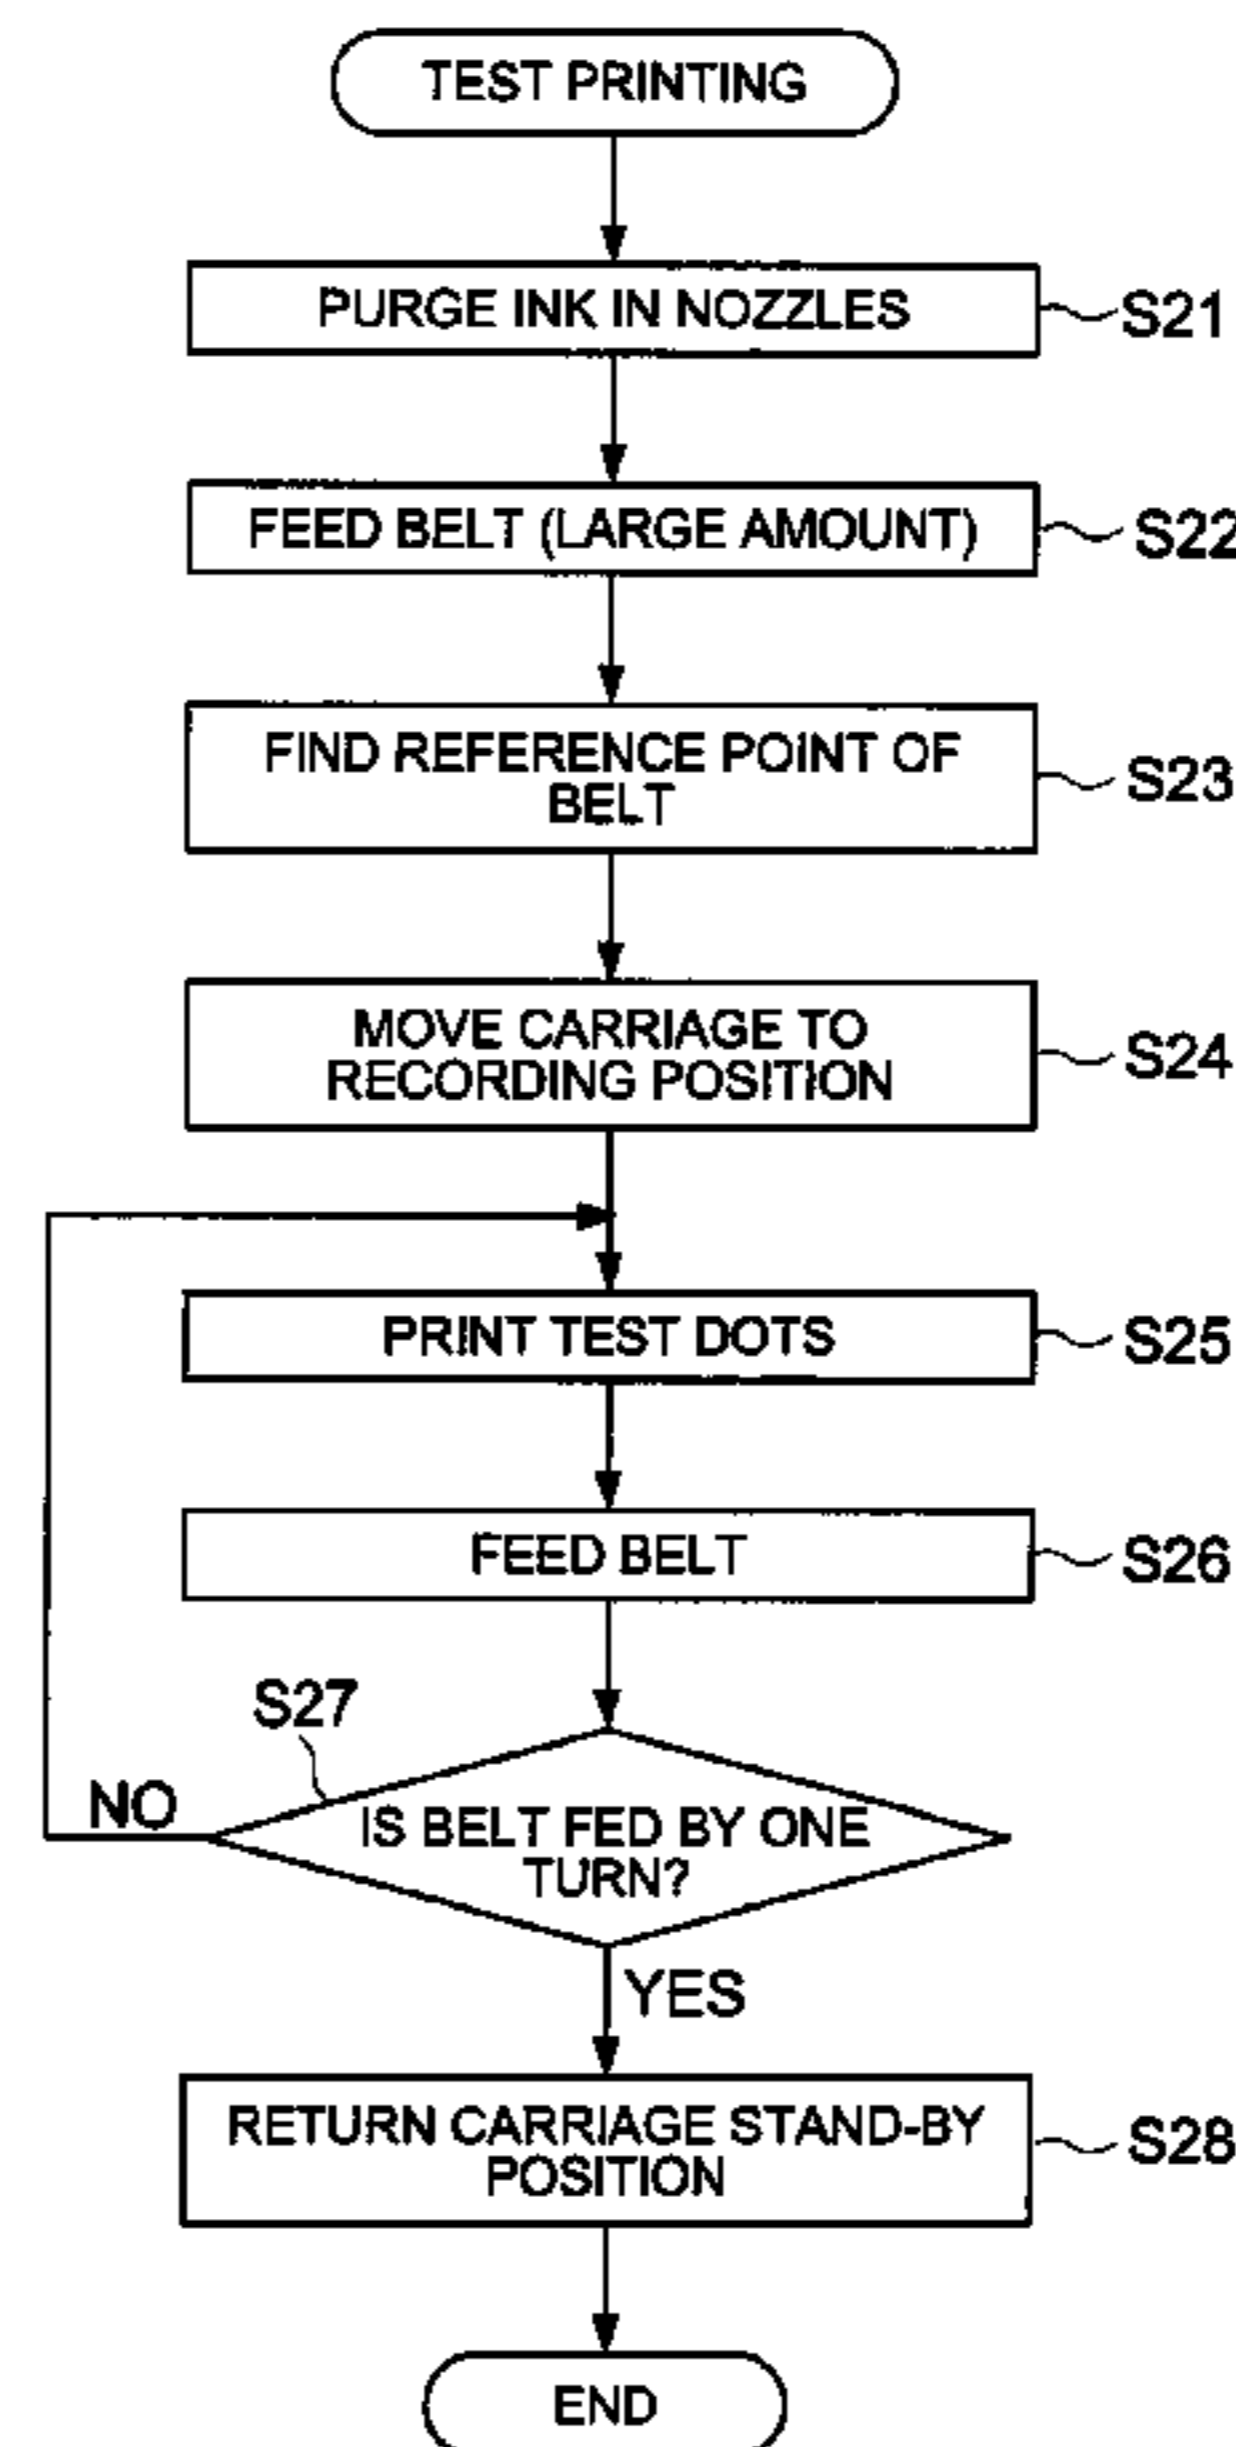 TEST PRINTING
PURGE INK IN NOZZLES
S21
FEED BELT (LARGE AMOUNT)
S22
FIND REFERENCE POINT OF
BELT
S23
MOVE CARRIAGE TO
RECORDING POSITION
S24
PRINT TEST DOTS
S25
FEED BELT
S26
S27
NO
IS BELT FED BY ONE
TURN?
YES
RETURN CARRIAGE STAND-BY
POSITION
S28
END